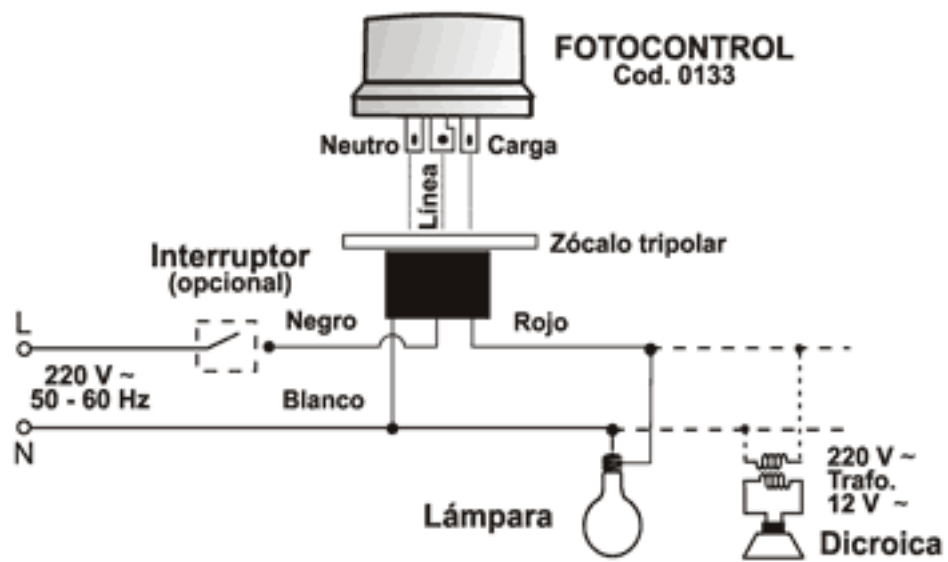 FOTOCONTROL
Cod. 0133
Neutro
Línea
Carga
Zócalo tripolar
Interruptor
(opcional)
Negro
Rojo
L
220 V ~
50 - 60 Hz
Blanco
N
Lámpara
220 V ~
Trafo.
12 V ~
Dicroica